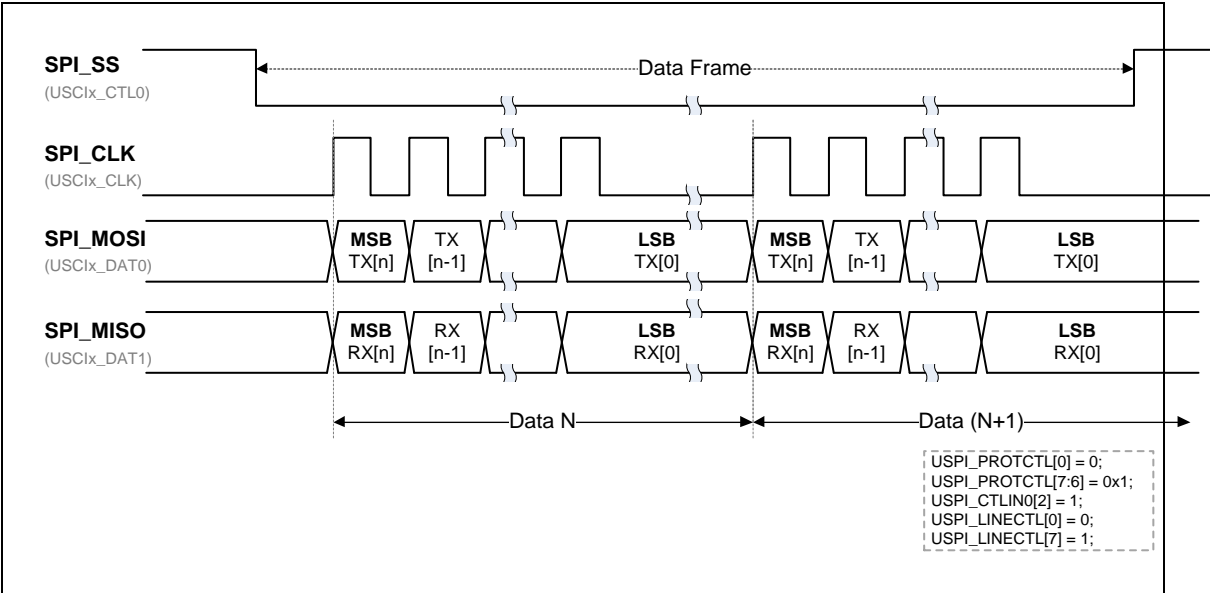 SPI_SS
(USCIx_CTL0)
Data Frame
SPI_CLK
(USCIx_CLK)
SPI_MOSI
(USCIx_DAT0)
MSB
TX[n]
TX
[n-1]
LSB
TX[0]
MSB
TX[n]
TX
[n-1]
LSB
TX[0]
SPI_MISO
(USCIx_DAT1)
MSB
RX[n]
RX
[n-1]
LSB
RX[0]
MSB
RX[n]
RX
[n-1]
LSB
RX[0]
Data N
Data (N+1)
USPI_PROTCTL[0] = 0;
USPI_PROTCTL[7:6] = 0x1;
USPI_CTLIN0[2] = 1;
USPI_LINECTL[0] = 0;
USPI_LINECTL[7] = 1;